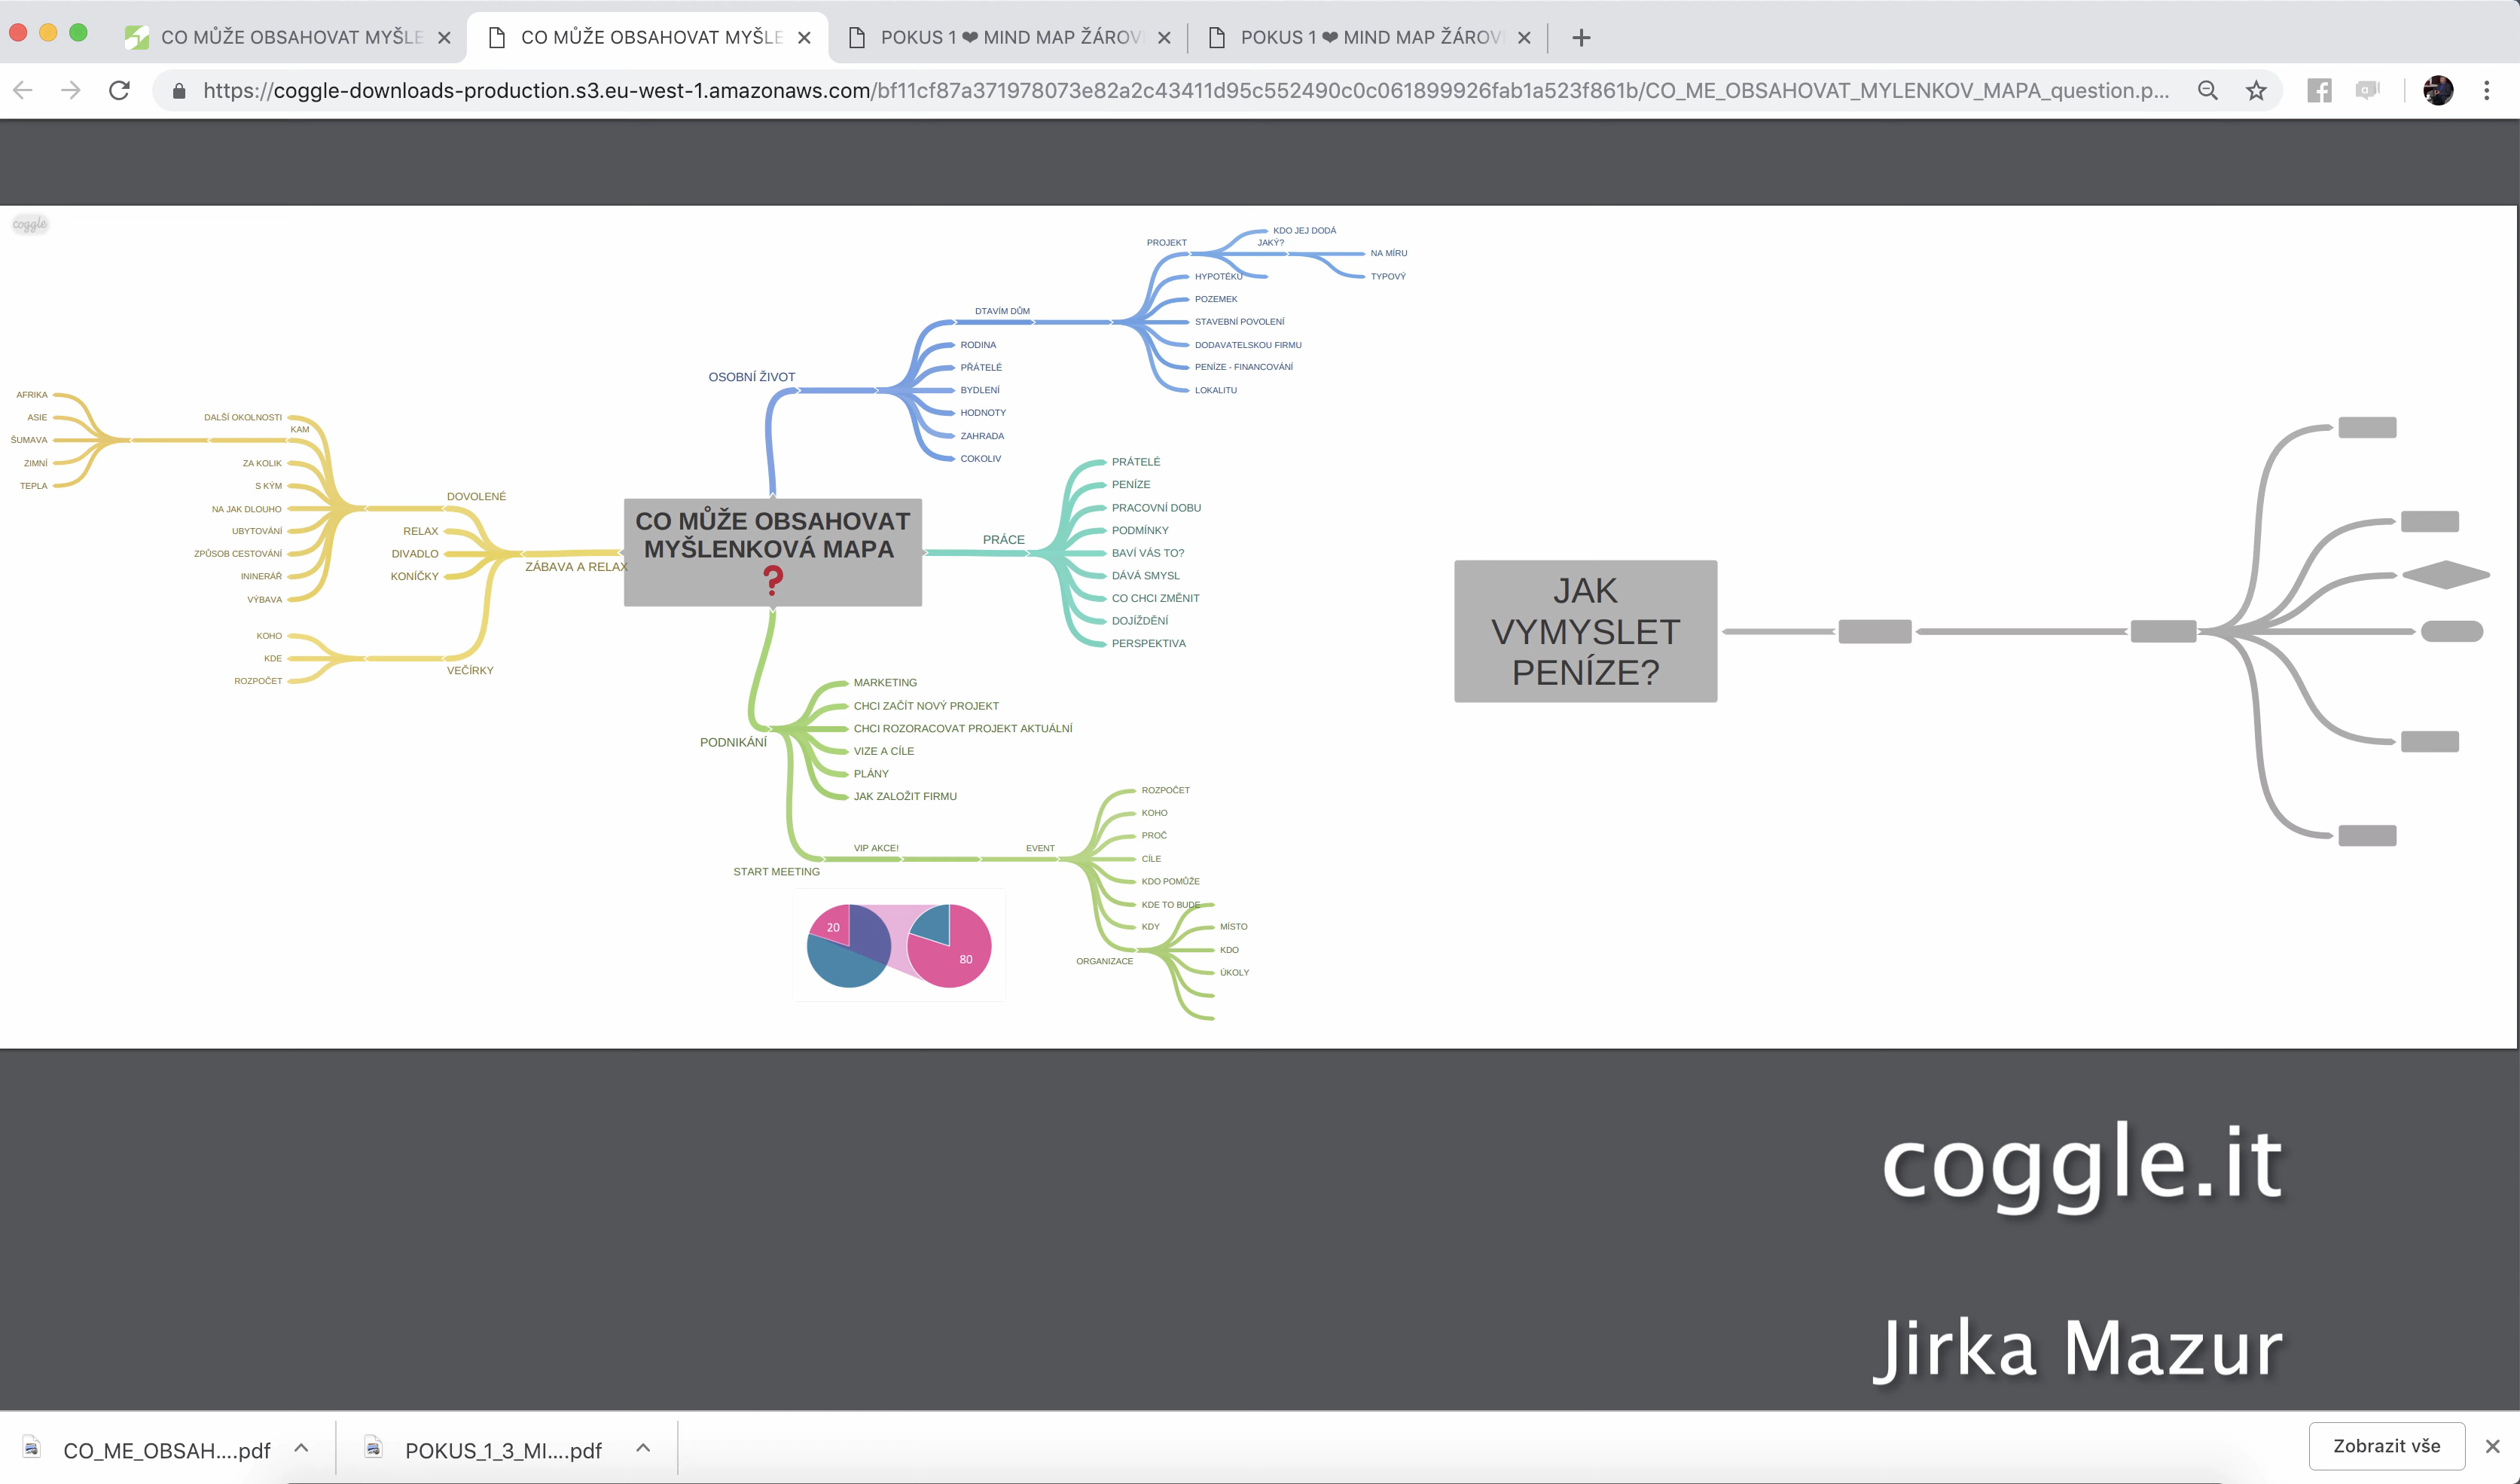 CO MŮŽE OBSAHOVAT MYŠLE
CO MŮŽE OBSAHOVAT MYŠLE
POKUS 1 ❤ MIND MAP ŽÁROVI
POKUS 1 ❤ MIND MAP ŽÁROVI
https://coggle-downloads-production.s3.eu-west-1.amazonaws.com/bf11cf87a371978073e82a2c43411d95c552490c0c061899926fab1a523f861b/CO_ME_OBSAHOVAT_MYLENKOV_MAPA_question.p...
coggle
AFRIKA
ASIE
ŠUMAVA
ZIMNÍ
TEPLA
DALŠÍ OKOLNOSTI
KAM
ZA KOLIK
S KÝM
NA JAK DLOUHO
UBYTOVÁNÍ
ZPŮSOB CESTOVÁNÍ
ININERÁŘ
VÝBAVA
DOVOLENÉ
RELAX
DIVADLO
KONÍČKY
ZÁBAVA A RELAX
KOHO
KDE
ROZPOČET
VEČÍRKY
CO MŮŽE OBSAHOVAT
MYŠLENKOVÁ MAPA
❓
OSOBNÍ ŽIVOT
DTAVÍM DŮM
RODINA
PŘÁTELÉ
BYDLENÍ
HODNOTY
ZAHRADA
COKOLIV
PROJEKT
KDO JEJ DODÁ
JAKÝ?
NA MÍRU
TYPOVÝ
HYPOTÉKU
POZEMEK
STAVEBNÍ POVOLENÍ
DODAVATELSKOU FIRMU
PENÍZE - FINANCOVÁNÍ
LOKALITU
PRÁCE
PRÁTELÉ
PENÍZE
PRACOVNÍ DOBU
PODMÍNKY
BAVÍ VÁS TO?
DÁVÁ SMYSL
CO CHCI ZMĚNIT
DOJÍŽDĚNÍ
PERSPEKTIVA
PODNIKÁNÍ
MARKETING
CHCI ZAČÍT NOVÝ PROJEKT
CHCI ROZORACOVAT PROJEKT AKTUÁLNÍ
VIZE A CÍLE
PLÁNY
JAK ZALOŽIT FIRMU
START MEETING
VIP AKCE!
EVENT
ROZPOČET
KOHO
PROČ
CÍLE
KDO POMŮŽE
KDE TO BUDE
KDY
ORGANIZACE
MÍSTO
KDO
ÚKOLY
20
80
JAK
VYMYSLET
PENÍZE?
coggle.it
Jirka Mazur
CO_ME_OBSAH....pdf
POKUS_1_3_MI....pdf
Zobrazit vše